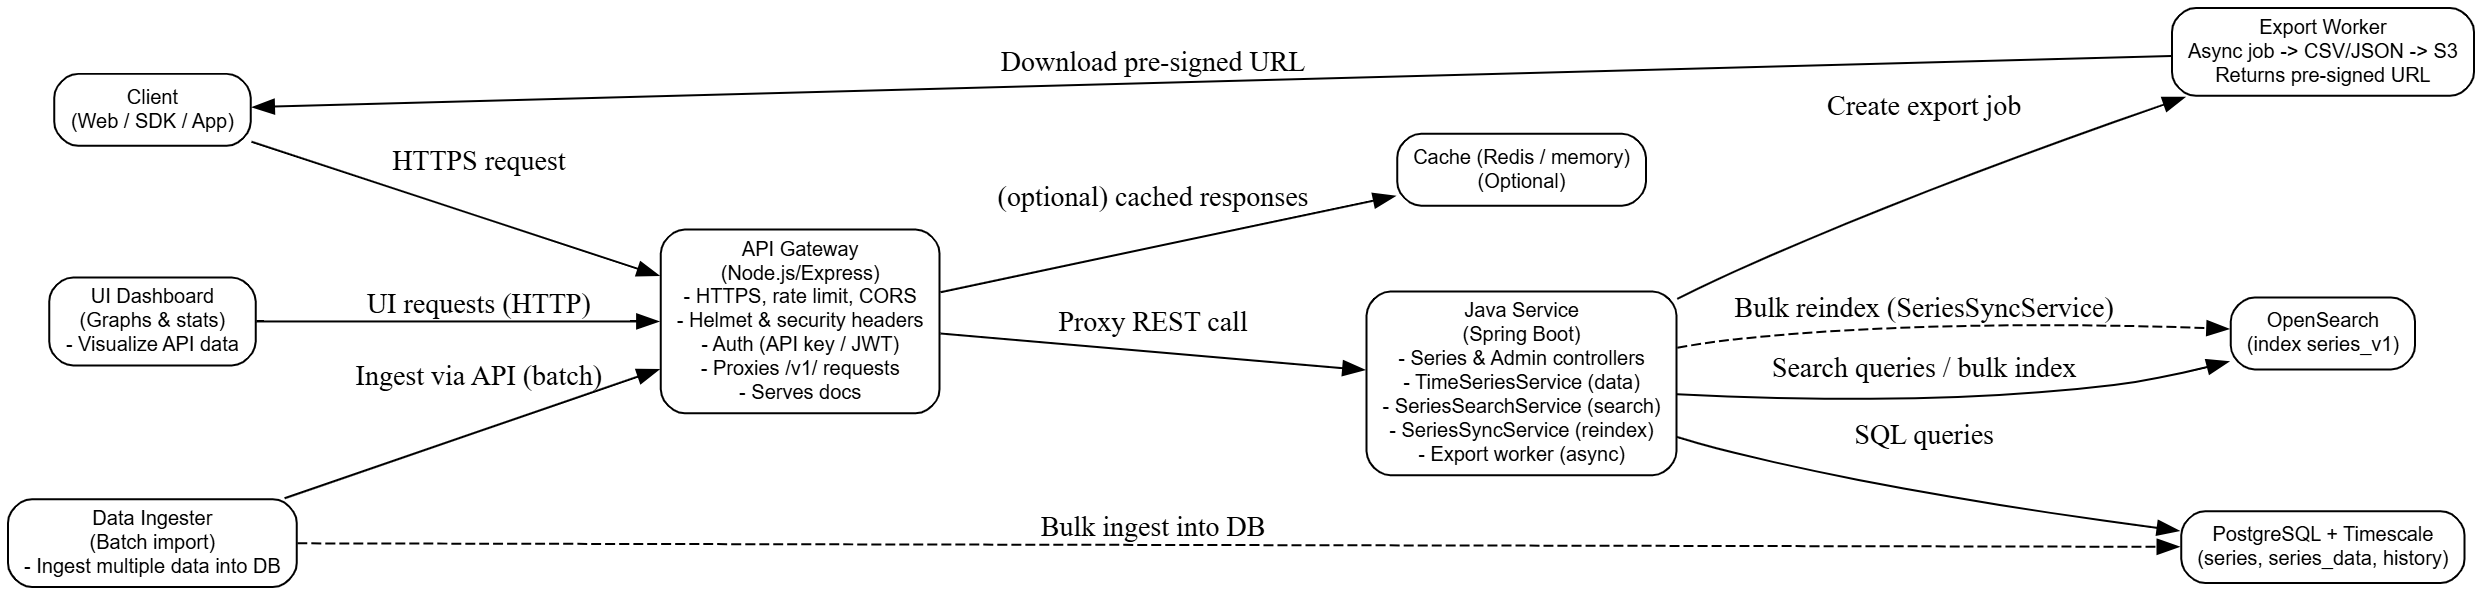 Export Worker
Async job -> CSV/JSON -> S3
Returns pre-signed URL
Download pre-signed URL
Client
(Web / SDK / App)
Create export job
HTTPS request
Cache (Redis / memory)
(Optional)
(optional) cached responses
API Gateway
(Node.js/Express)
- HTTPS, rate limit, CORS
- Helmet & security headers
- Auth (API key / JWT)
- Proxies /v1/ requests
- Serves docs
UI Dashboard
(Graphs & stats)
- Visualize API data
UI requests (HTTP)
Proxy REST call
Java Service
(Spring Boot)
- Series & Admin controllers
- TimeSeriesService (data)
- SeriesSearchService (search)
- SeriesSyncService (reindex)
- Export worker (async)
Bulk reindex (SeriesSyncService)
OpenSearch
(index series_v1)
Search queries / bulk index
Ingest via API (batch)
SQL queries
Data Ingester
(Batch import)
- Ingest multiple data into DB
Bulk ingest into DB
PostgreSQL + Timescale
(series, series_data, history)